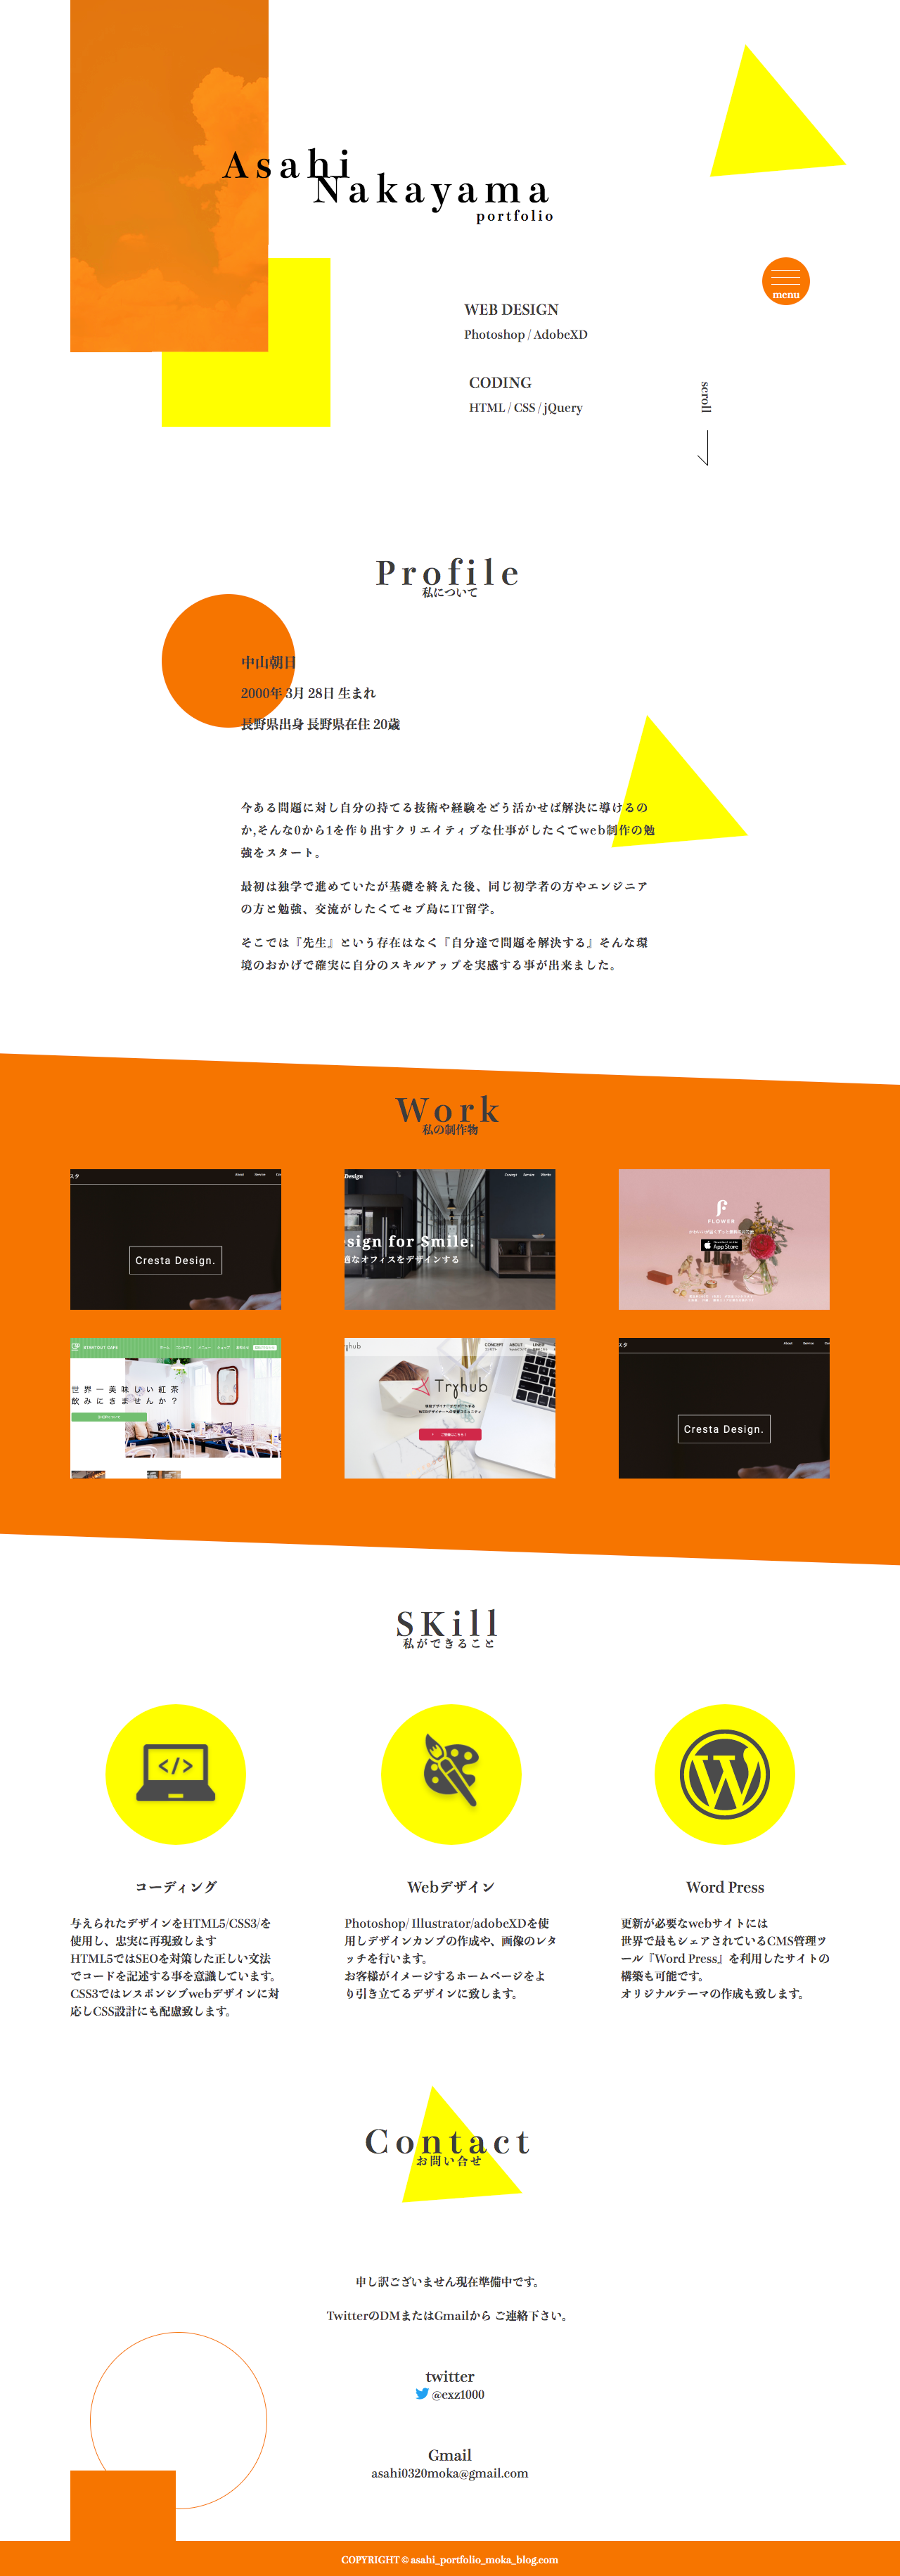 Asahi
Nakayama
portfolio
menu
WEB DESIGN
Photoshop / AdobeXD
CODING
HTML / CSS / jQuery
scroll
Profile
私について
中山朝日
2000年 3月 28日 生まれ
長野県出身 長野県在住 20歳
今ある問題に対し自分の持てる技術や経験をどう活かせば解決に導けるの
か,そんな0から1を作り出すクリエイティブな仕事がしたくてweb制作の勉
強をスタート。
最初は独学で進めていたが基礎を終えた後、同じ初学者の方やエンジニア
の方と勉強、交流がしたくてセブ島にIT留学。
そこでは『先生』という存在はなく『自分達で問題を解決する』そんな環
境のおかげで確実に自分のスキルアップを実感する事が出来ました。
Work
私の制作物
スタ
About Service
Cresta Design.
Design
Concept Service Works
sign for Smile.
適なオフィスをデザインする
FLOWER
App Store
START OUT CAFE
世界一美味しい紅茶
飲みにきませんか？
hub
CONCEPT ABOUT
Tryhub
ご登録はこちら！
スタ
About Service
Cresta Design.
SKill
私ができること
コーディング
与えられたデザインをHTML5/CSS3/を
使用し、忠実に再現致します
HTML5ではSEOを対策した正しい文法
でコードを記述する事を意識しています。
CSS3ではレスポンシブwebデザインに対
応しCSS設計にも配慮致します。
Webデザイン
Photoshop/ Illustrator/adobeXDを使
用しデザインカンプの作成や、画像のレタ
ッチを行います。
お客様がイメージするホームページをよ
り引き立てるデザインに致します。
Word Press
更新が必要なwebサイトには
世界で最もシェアされているCMS管理ツ
ール『Word Press』を利用したサイトの
構築も可能です。
オリジナルテーマの作成も致します。
Contact
お問い合せ
申し訳ございません現在準備中です。
TwitterのDMまたはGmailから ご連絡下さい。
twitter
@exz1000
Gmail
asahi0320moka@gmail.com
COPYRIGHT © asahi_portfolio_moka_blog.com